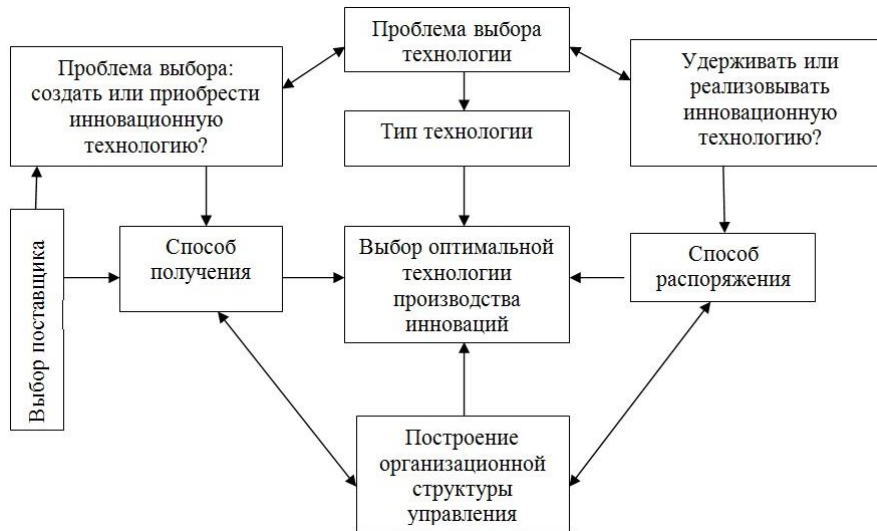 Проблема выбора
технологии
Проблема выбора:
создать или приобрести
инновационную
технологию?
Удерживать или
реализовывать
инновационную
технологию?
Тип технологии
Выбор поставщика
Способ
получения
Выбор оптимальной
технологии
производства
инноваций
Способ
распоряжения
Построение
организационной
структуры
управления